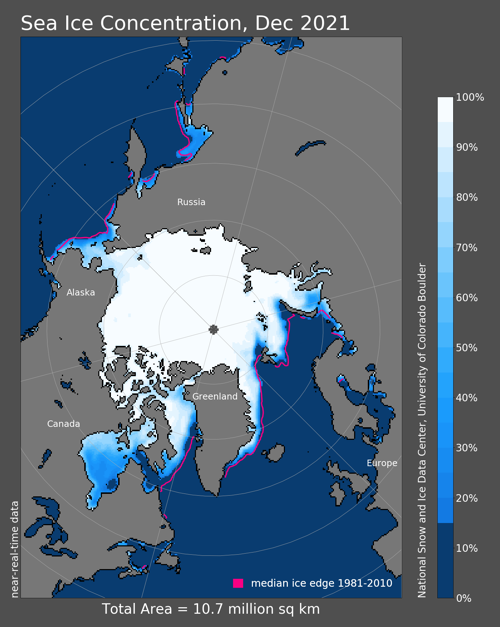 Sea Ice Concentration, Dec 2021
100%
90%
80%
70%
60%
50%
40%
30%
20%
10%
0%
Russia
Alaska
Greenland
Canada
Europe
near-real-time data
median ice edge 1981-2010
National Snow and Ice Data Center, University of Colorado Boulder
Total Area = 10.7 million sq km